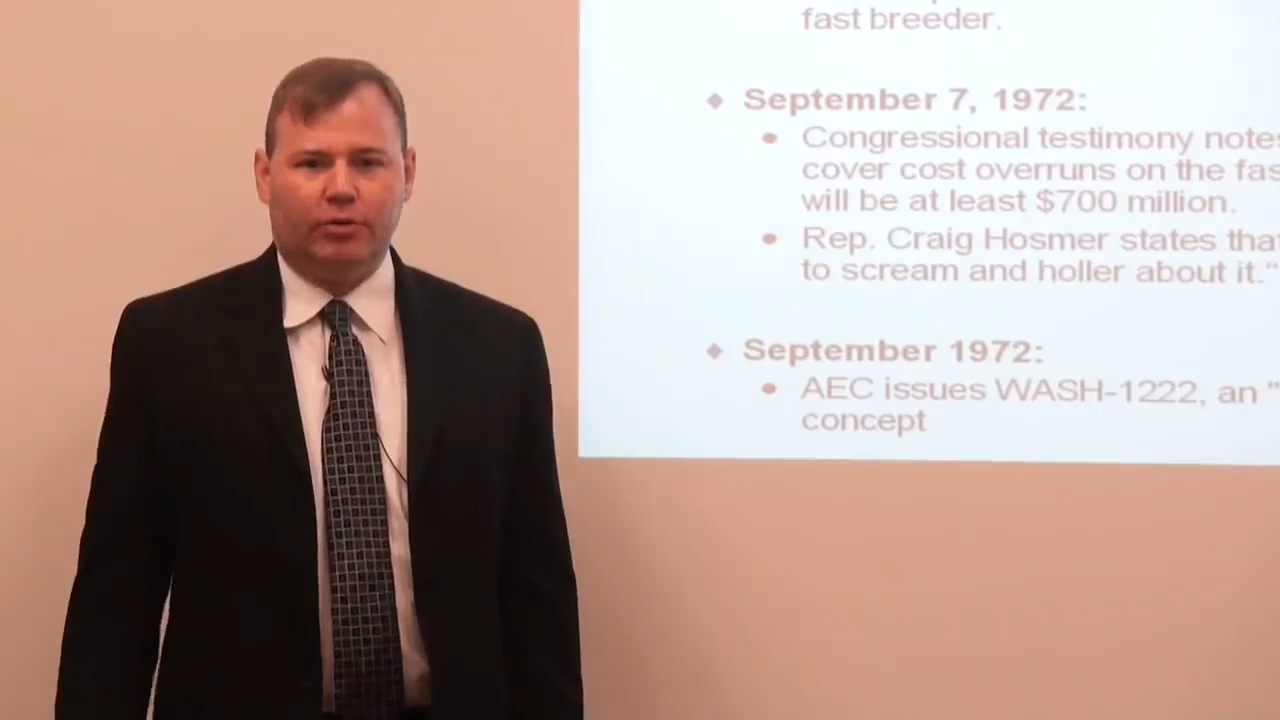 fast breeder.
September 7, 1972:
Congressional testimony notes
cover cost overruns on the fas
will be at least $700 million.
Rep. Craig Hosmer states tha
to scream and holler about it."
September 1972:
AEC issues WASH-1222, an "
concept